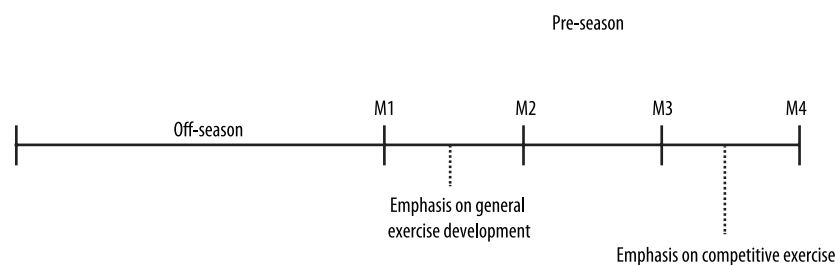 Pre-season
M1
M2
M3
M4
Off-season
Emphasis on general
exercise development
Emphasis on competitive exercise